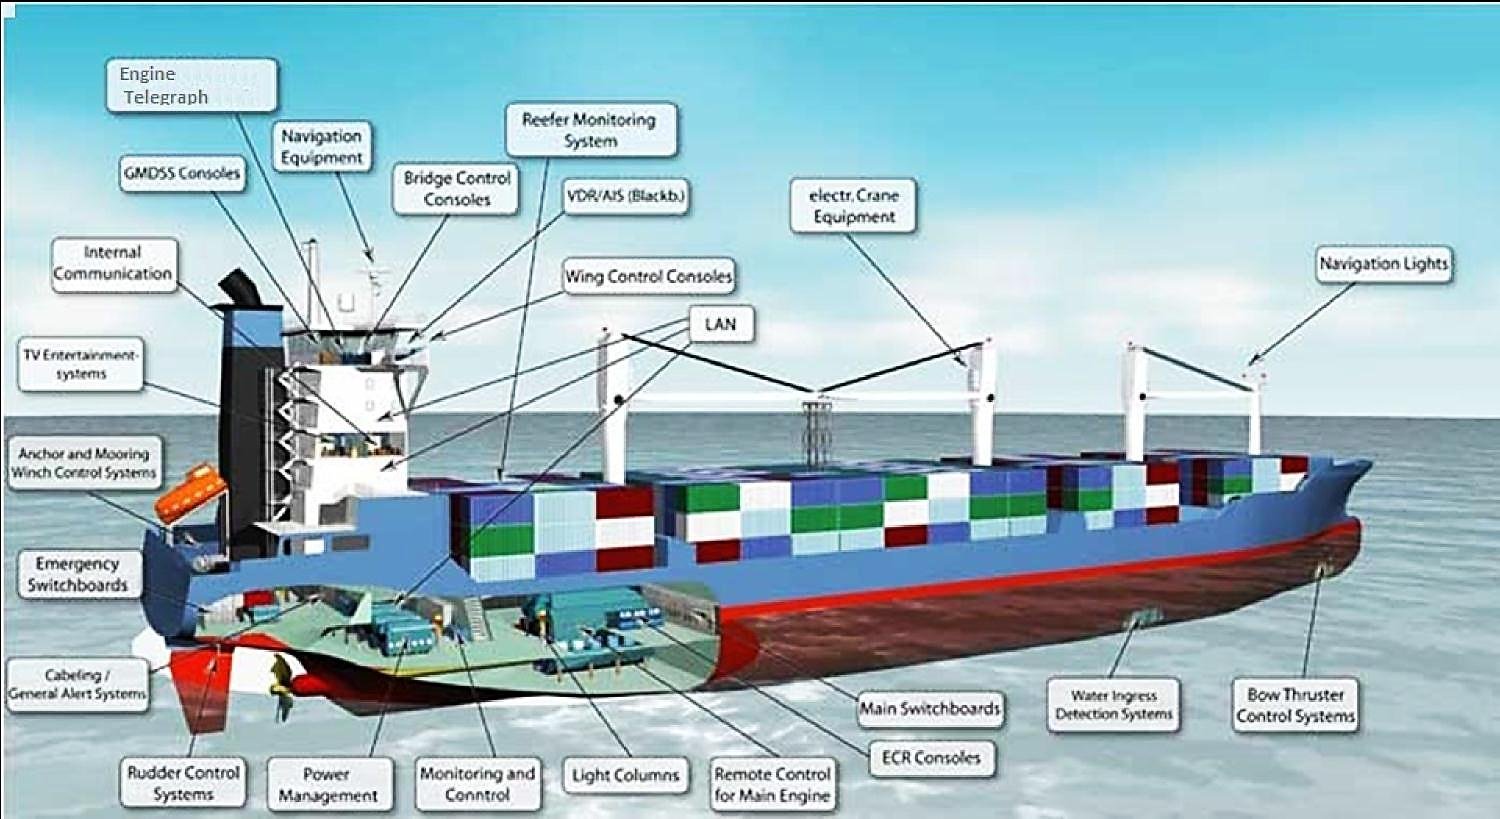 Engine
Telegraph
Navigation
Equipment
GMDSS Consoles
Bridge Control
Consoles
Reefer Monitoring
System
VDR/AIS (Blackb.)
electr. Crane
Equipment
Navigation Lights
Internal
Communication
Wing Control Consoles
LAN
TV Entertainment-
systems
Anchor and Mooring
Winch Control Systems
Emergency
Switchboards
Cabeling /
General Alert Systems
Rudder Control
Systems
Power
Management
Monitoring and
Conntrol
Light Columns
Remote Control
for Main Engine
Main Switchboards
ECR Consoles
Water Ingress
Detection Systems
Bow Thruster
Control Systems